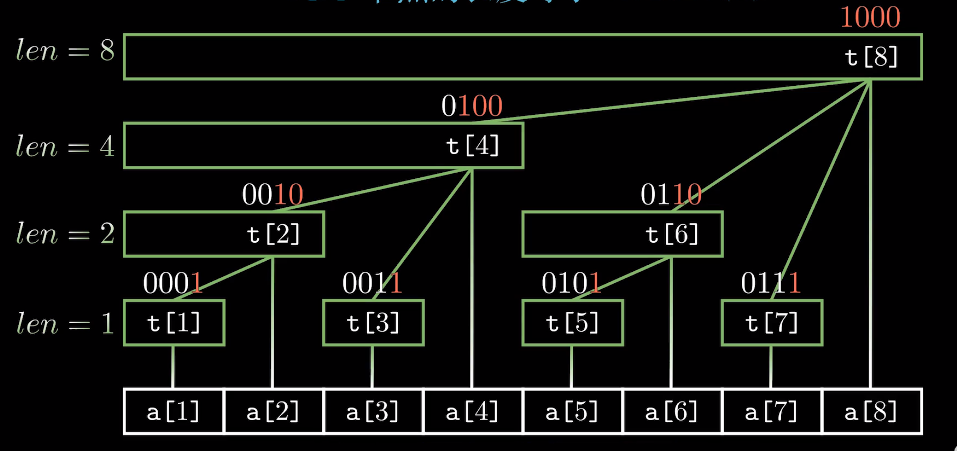 1000
len = 8 t[8]
0100
len = 4 t[4]
0010 0110
len = 2 t[2] t[6]
0001 0011 0101 0111
len = 1 t[1] t[3] t[5] t[7]
a[1] a[2] a[3] a[4] a[5] a[6] a[7] a[8]